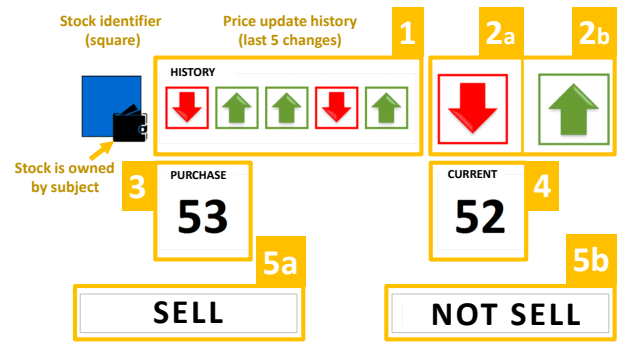 Stock identifier
(square)
Price update history
(last 5 changes)
1
2a
2b
HISTORY
Stock is owned
by subject
3
PURCHASE
53
CURRENT
52
4
5a
5b
SELL
NOT SELL